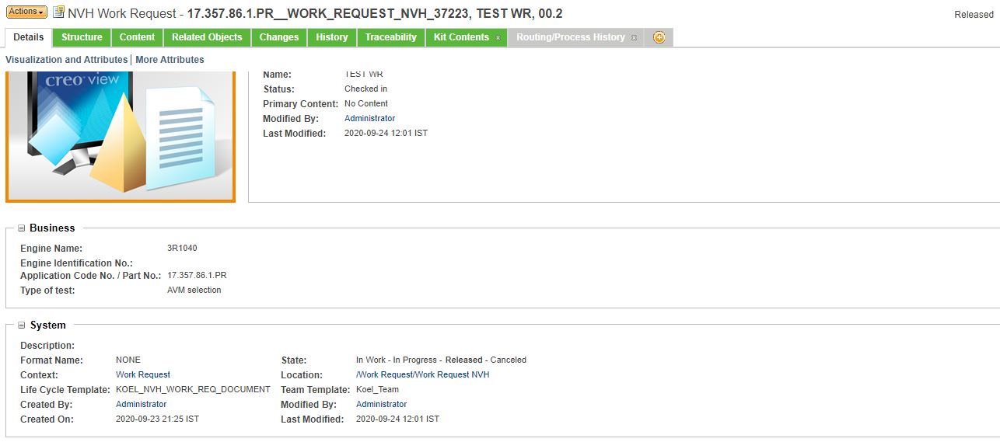 Actions NVH Work Request - 17.357.86.1.PR__WORK_REQUEST_NVH_37223, TEST WR, 00.2 Released
Details Structure Content Related Objects Changes History Traceability Kit Contents x Routing/Process History x
Visualization and Attributes | More Attributes
creo view
Name: TEST WR
Status: Checked in
Primary Content: No Content
Modified By: Administrator
Last Modified: 2020-09-24 12:01 IST
Business
Engine Name: 3R1040
Engine Identification No.:
Application Code No. / Part No.: 17.357.86.1.PR
Type of test: AVM selection
System
Description:
Format Name: NONE State: In Work - In Progress - Released - Canceled
Context: Work Request Location: /Work Request/Work Request NVH
Life Cycle Template: KOEL_NVH_WORK_REQ_DOCUMENT Team Template: Koel_Team
Created By: Administrator Modified By: Administrator
Created On: 2020-09-23 21:25 IST Last Modified: 2020-09-24 12:01 IST